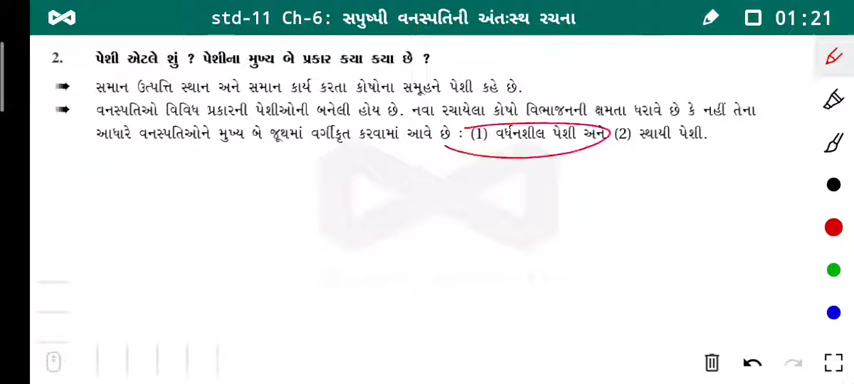 std-11 Ch-6: સપુષ્પી વનસ્પતિની અંતઃસ્થ રચના
01:21
2. પેશી એટલે શું ? પેશીના મુખ્ય બે પ્રકાર કયા કયા છે ?
➡ સમાન ઉત્પત્તિ સ્થાન અને સમાન કાર્ય કરતા કોષોના સમૂહને પેશી કહે છે.
➡ વનસ્પતિઓ વિવિધ પ્રકારની પેશીઓની બનેલી હોય છે. નવા રચાયેલા કોષો વિભાજનની ક્ષમતા ધરાવે છે કે નહીં તેના
આધારે વનસ્પતિઓને મુખ્ય બે જૂથમાં વર્ગીકૃત કરવામાં આવે છે : (1) વર્ધનશીલ પેશી અને (2) સ્થાયી પેશી.